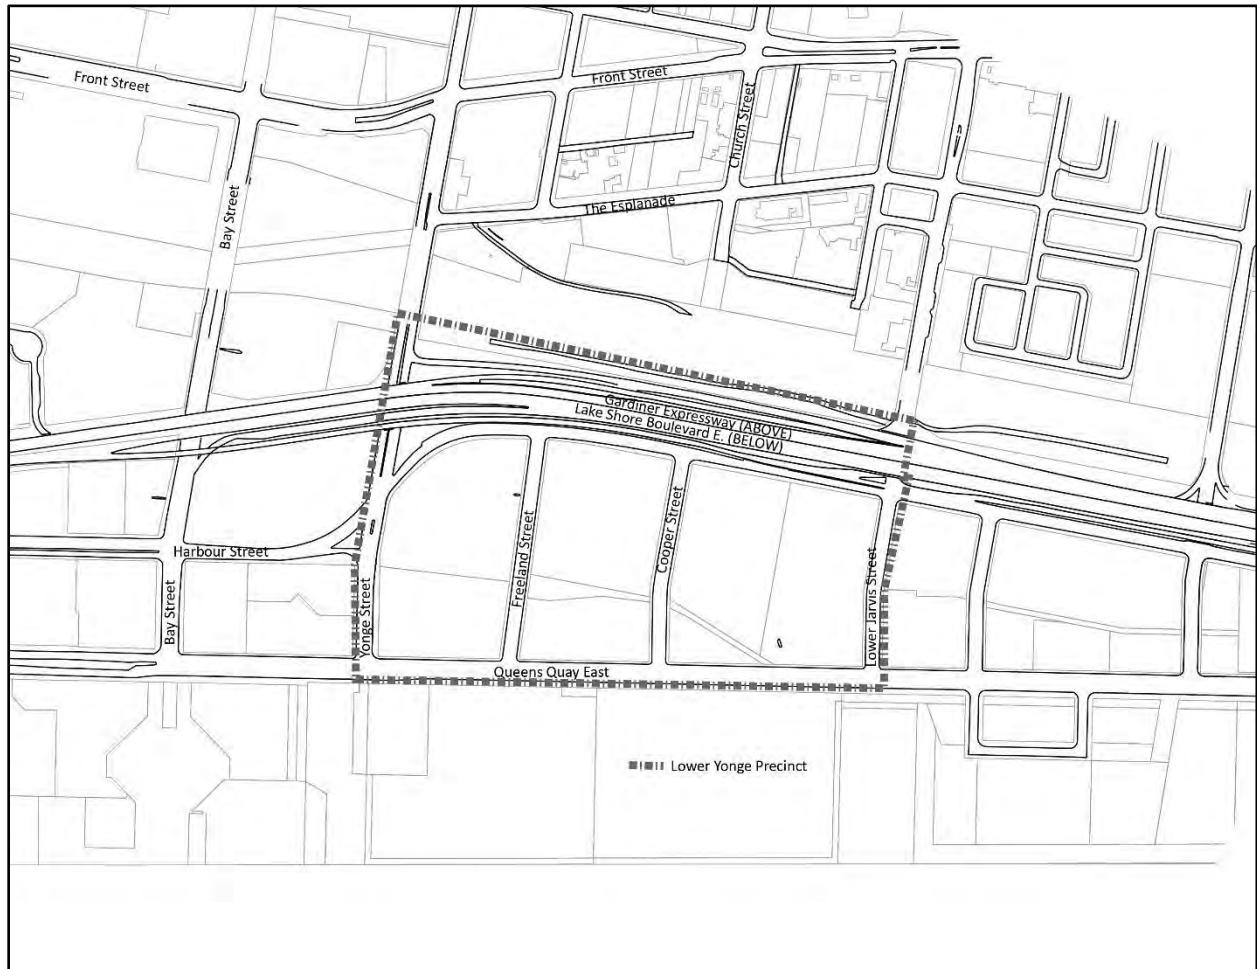 Front Street
Front Street
Church Street
The Esplanade
Bay Street
Gardiner Expressway (ABOVE)
Lake Shore Boulevard E. (BELOW)
Harbour Street
Bay Street
Yonge Street
Freeland Street
Cooper Street
Lower Jarvis Street
Queens Quay East
Lower Yonge Precinct